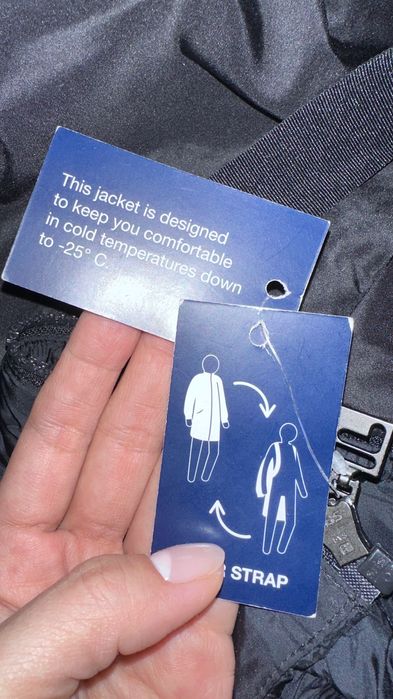 This jacket is designed
to keep you comfortable
in cold temperatures down
to -25° C.
STRAP